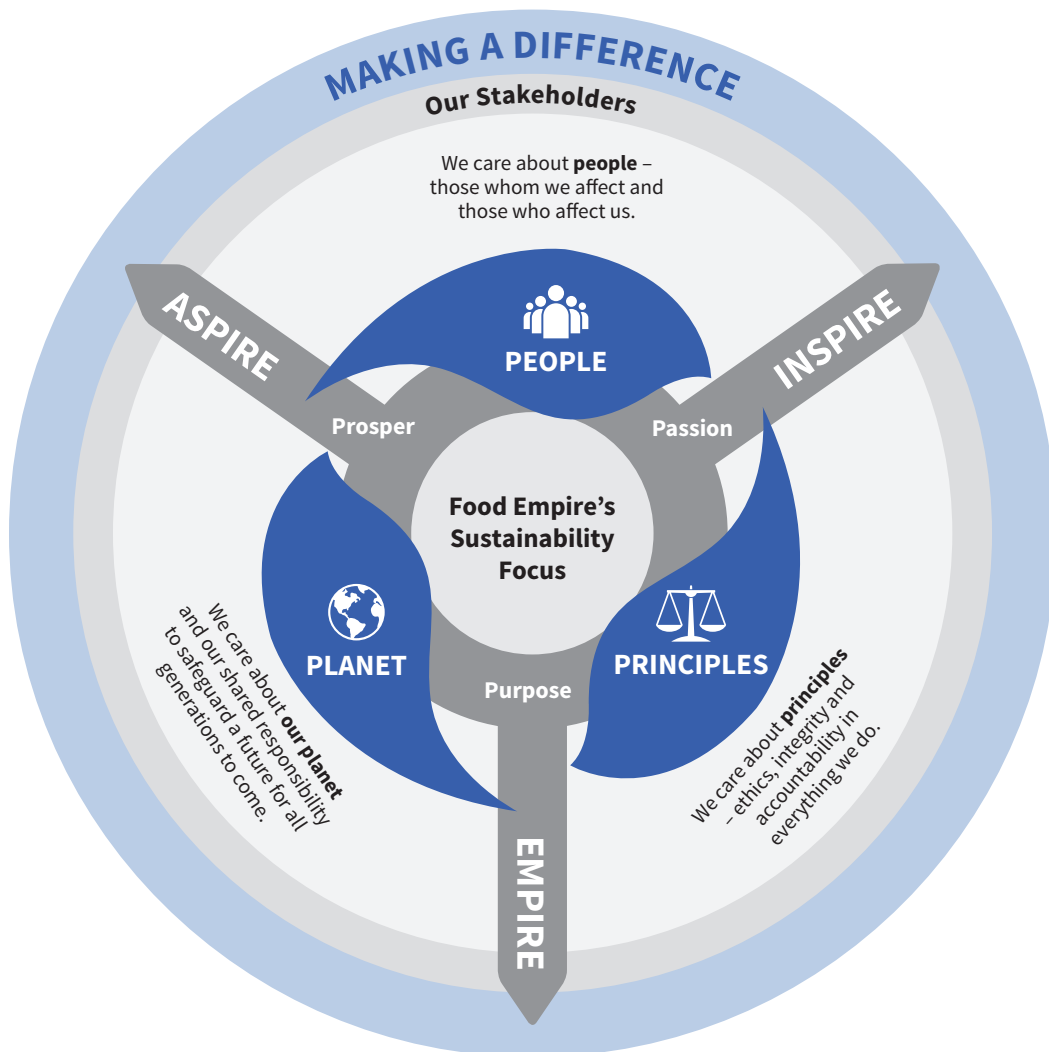 MAKING A DIFFERENCE
Our Stakeholders
We care about people –
those whom we affect and
those who affect us.
ASPIRE
INSPIRE
PEOPLE
Prosper
Passion
Food Empire’s
Sustainability
Focus
PLANET
PRINCIPLES
Purpose
We care about our planet
and our shared responsibility
to safeguard a future for all
generations to come.
We care about principles
– ethics, integrity and
accountability in
everything we do.
EMPIRE